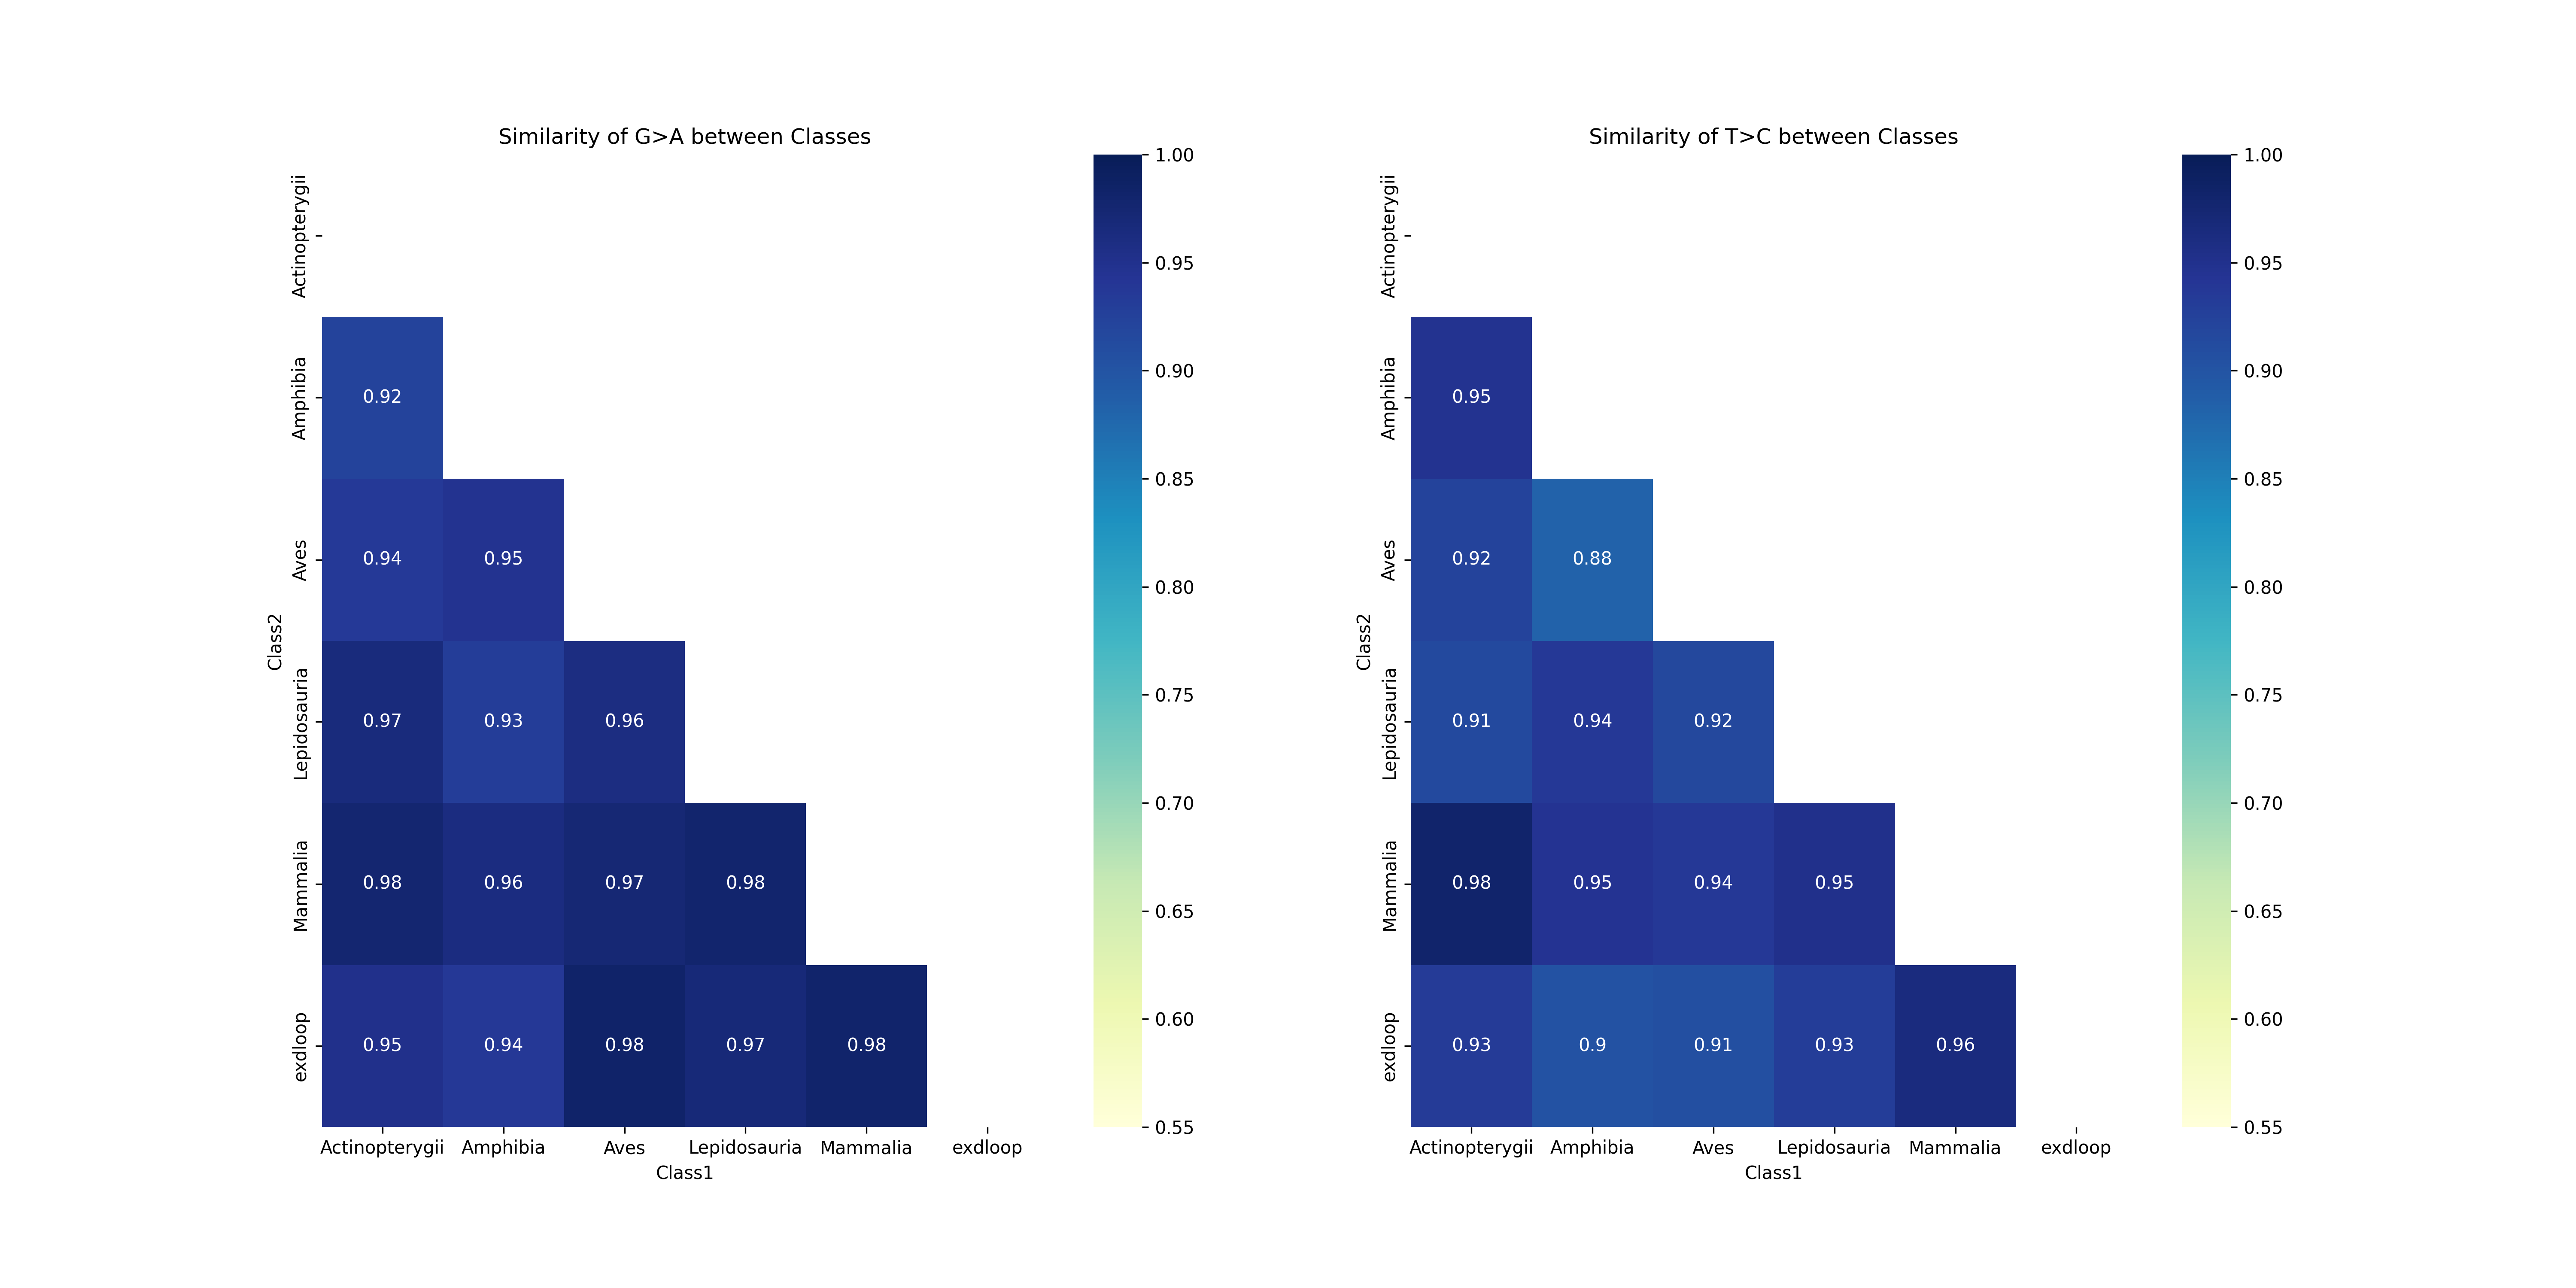 Similarity of G>A between Classes
Actinopterygii
Amphibia
Aves
Lepidosauria
Mammalia
exdloop
Class2
0.92
0.94 0.95
0.97 0.93 0.96
0.98 0.96 0.97 0.98
0.95 0.94 0.98 0.97 0.98
Actinopterygii Amphibia Aves Lepidosauria Mammalia exdloop
Class1
1.00
0.95
0.90
0.85
0.80
0.75
0.70
0.65
0.60
0.55
Similarity of T>C between Classes
Actinopterygii
Amphibia
Aves
Lepidosauria
Mammalia
exdloop
Class2
0.95
0.92 0.88
0.91 0.94 0.92
0.98 0.95 0.94 0.95
0.93 0.9 0.91 0.93 0.96
Actinopterygii Amphibia Aves Lepidosauria Mammalia exdloop
Class1
1.00
0.95
0.90
0.85
0.80
0.75
0.70
0.65
0.60
0.55